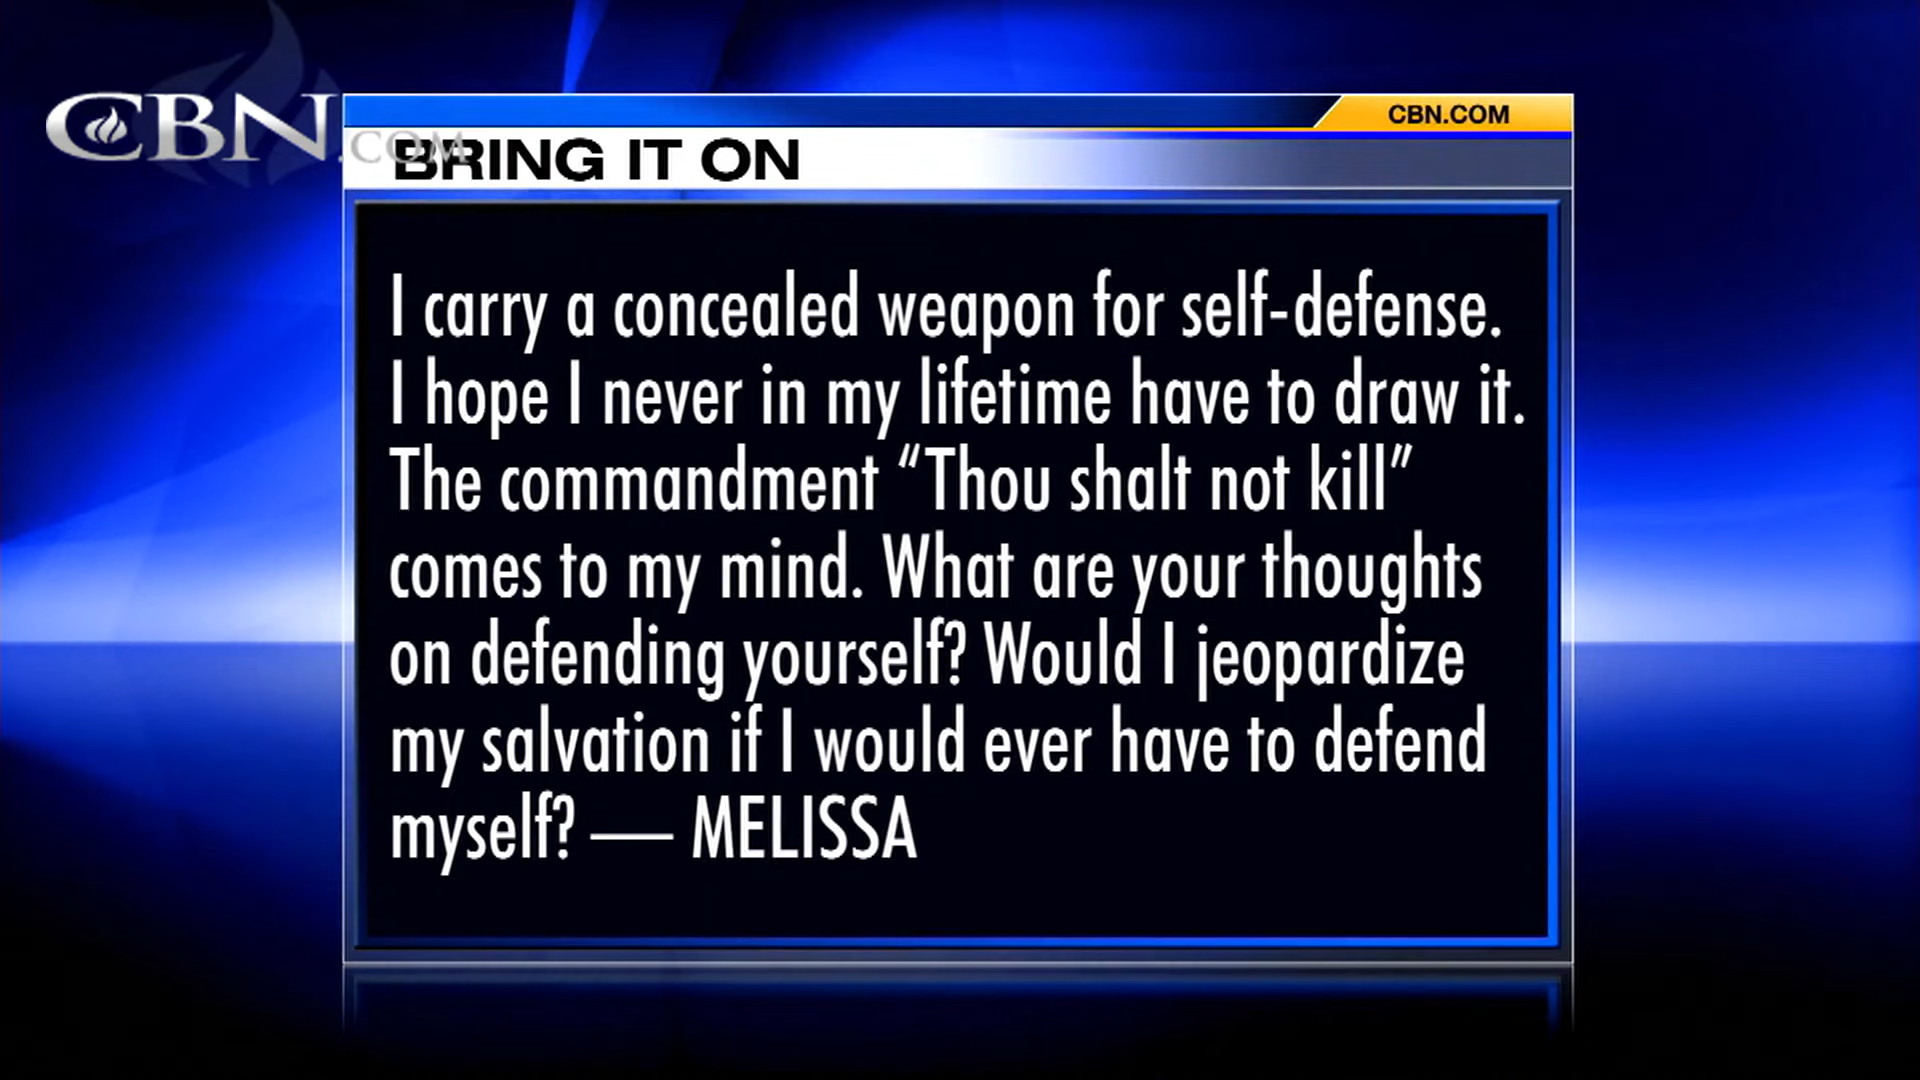 CBN.COM
CBN.COM
BRING IT ON
I carry a concealed weapon for self-defense.
I hope I never in my lifetime have to draw it.
The commandment “Thou shalt not kill”
comes to my mind. What are your thoughts
on defending yourself? Would I jeopardize
my salvation if I would ever have to defend
myself? — MELISSA